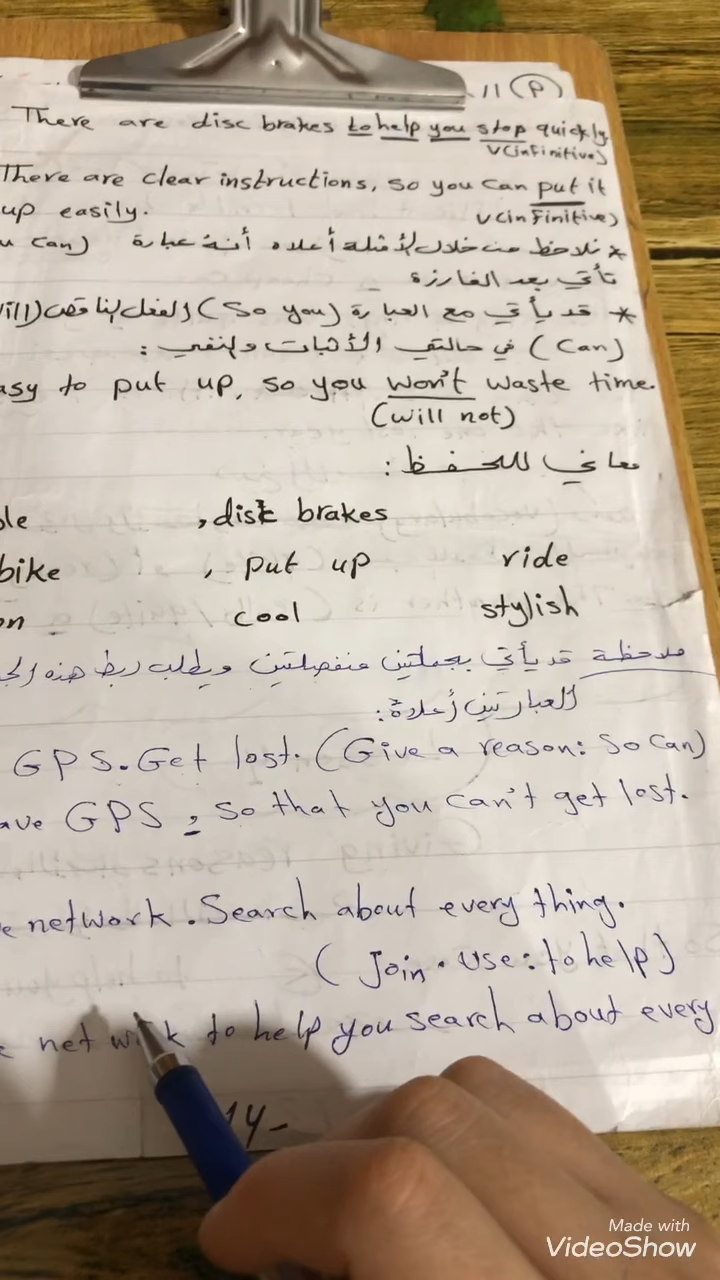 11 (P)
There are disc brakes to help you stop quickly
V(infinitive)
There are clear instructions, so you can put it
up easily.
V(infinitive)
* نلاحظ من خلال الأمثلة أعلاه أنه عبارة (u can
تأتي بعد الفارزة
* قد يأتي مع العبارة (So you) الفعل الناقص (will
(can) في حالتي الأثبات والنفي :
asy to put up, so you won't waste time.
(will not)
معاني للحفظ :
ole , disk brakes
bike , put up ride
on cool stylish
ملاحظة قد يأتي بجملتين منفصلتين ويطلب ربط هذه الج
العبارتين أعلاه:
GPS. Get lost. (Give a reason: so can)
ave GPS, so that you can't get lost.
e network. Search about every thing.
(Join. Use: to help)
e network to help you search about every
14-
Made with
VideoShow